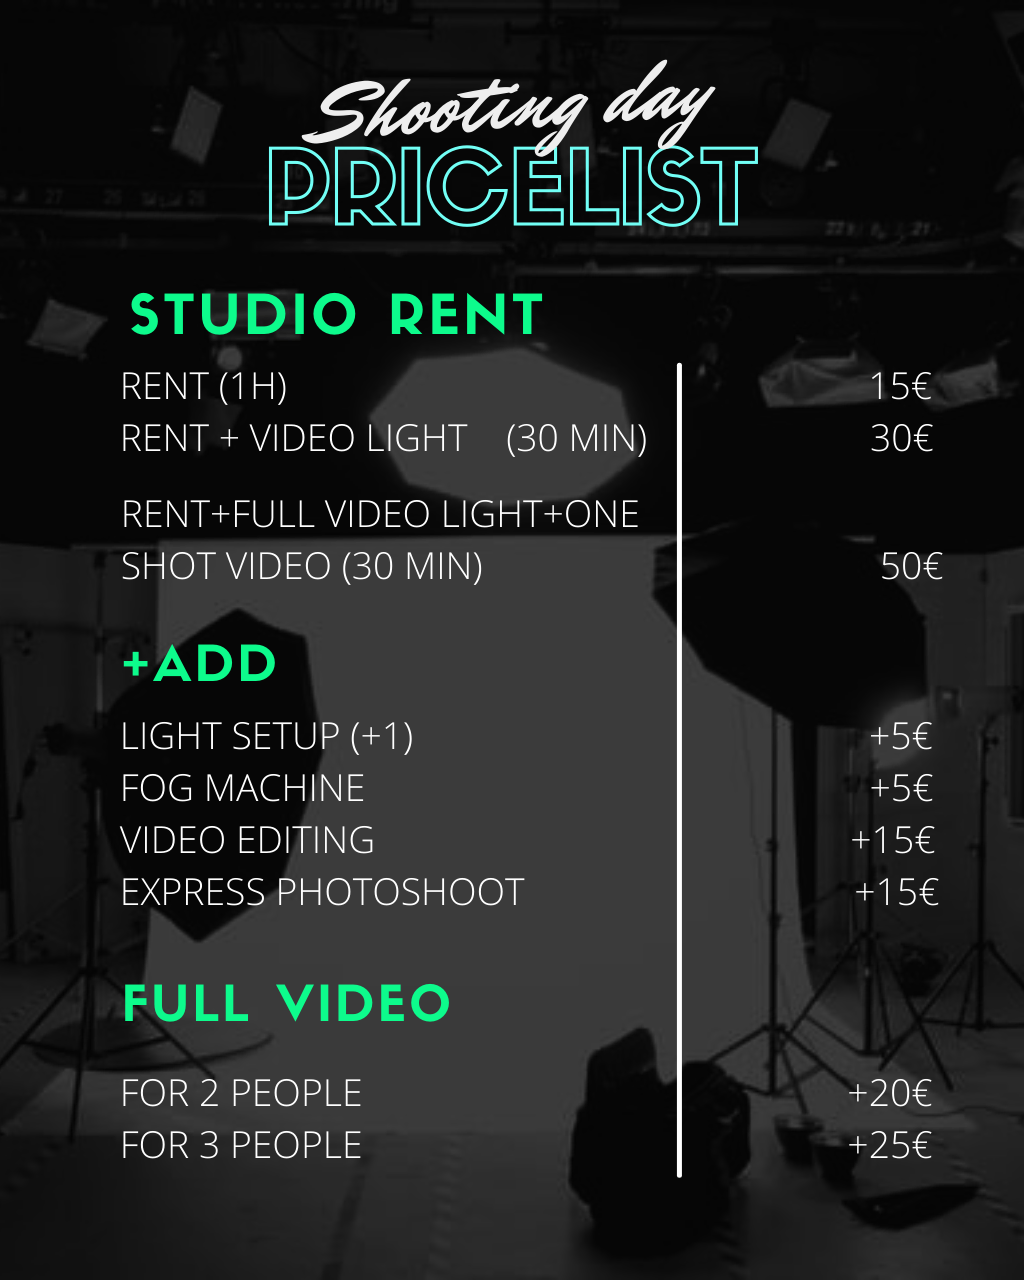 Shooting day
PRICELIST
STUDIO RENT
RENT (1H) 15€
RENT + VIDEO LIGHT (30 MIN) 30€
RENT+FULL VIDEO LIGHT+ONE
SHOT VIDEO (30 MIN) 50€
+ADD
LIGHT SETUP (+1) +5€
FOG MACHINE +5€
VIDEO EDITING +15€
EXPRESS PHOTOSHOOT +15€
FULL VIDEO
FOR 2 PEOPLE +20€
FOR 3 PEOPLE +25€